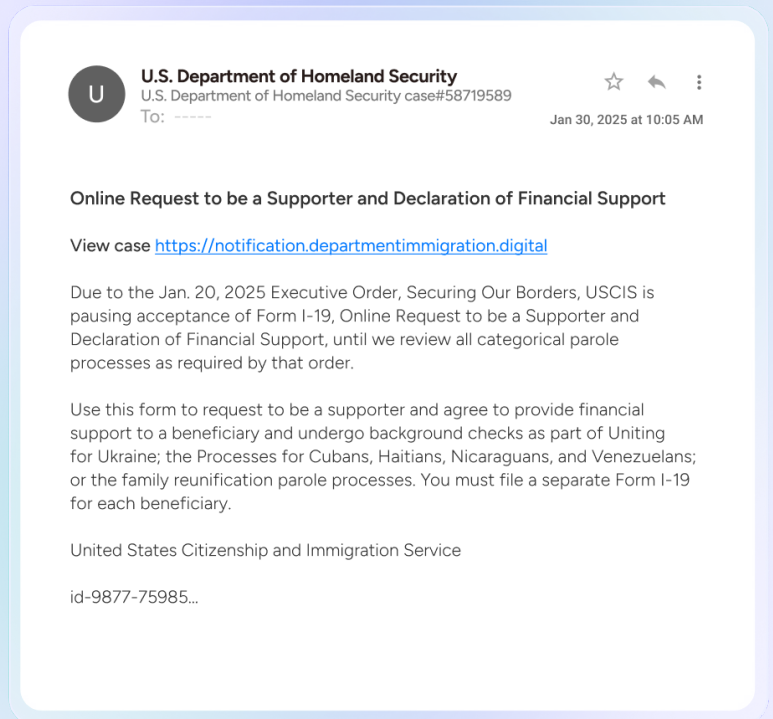 U
U.S. Department of Homeland Security
U.S. Department of Homeland Security case#58719589
To: -----
Jan 30, 2025 at 10:05 AM
Online Request to be a Supporter and Declaration of Financial Support
View case https://notification.departmentimmigration.digital
Due to the Jan. 20, 2025 Executive Order, Securing Our Borders, USCIS is
pausing acceptance of Form I-19, Online Request to be a Supporter and
Declaration of Financial Support, until we review all categorical parole
processes as required by that order.
Use this form to request to be a supporter and agree to provide financial
support to a beneficiary and undergo background checks as part of Uniting
for Ukraine; the Processes for Cubans, Haitians, Nicaraguans, and Venezuelans;
or the family reunification parole processes. You must file a separate Form I-19
for each beneficiary.
United States Citizenship and Immigration Service
id-9877-75985...